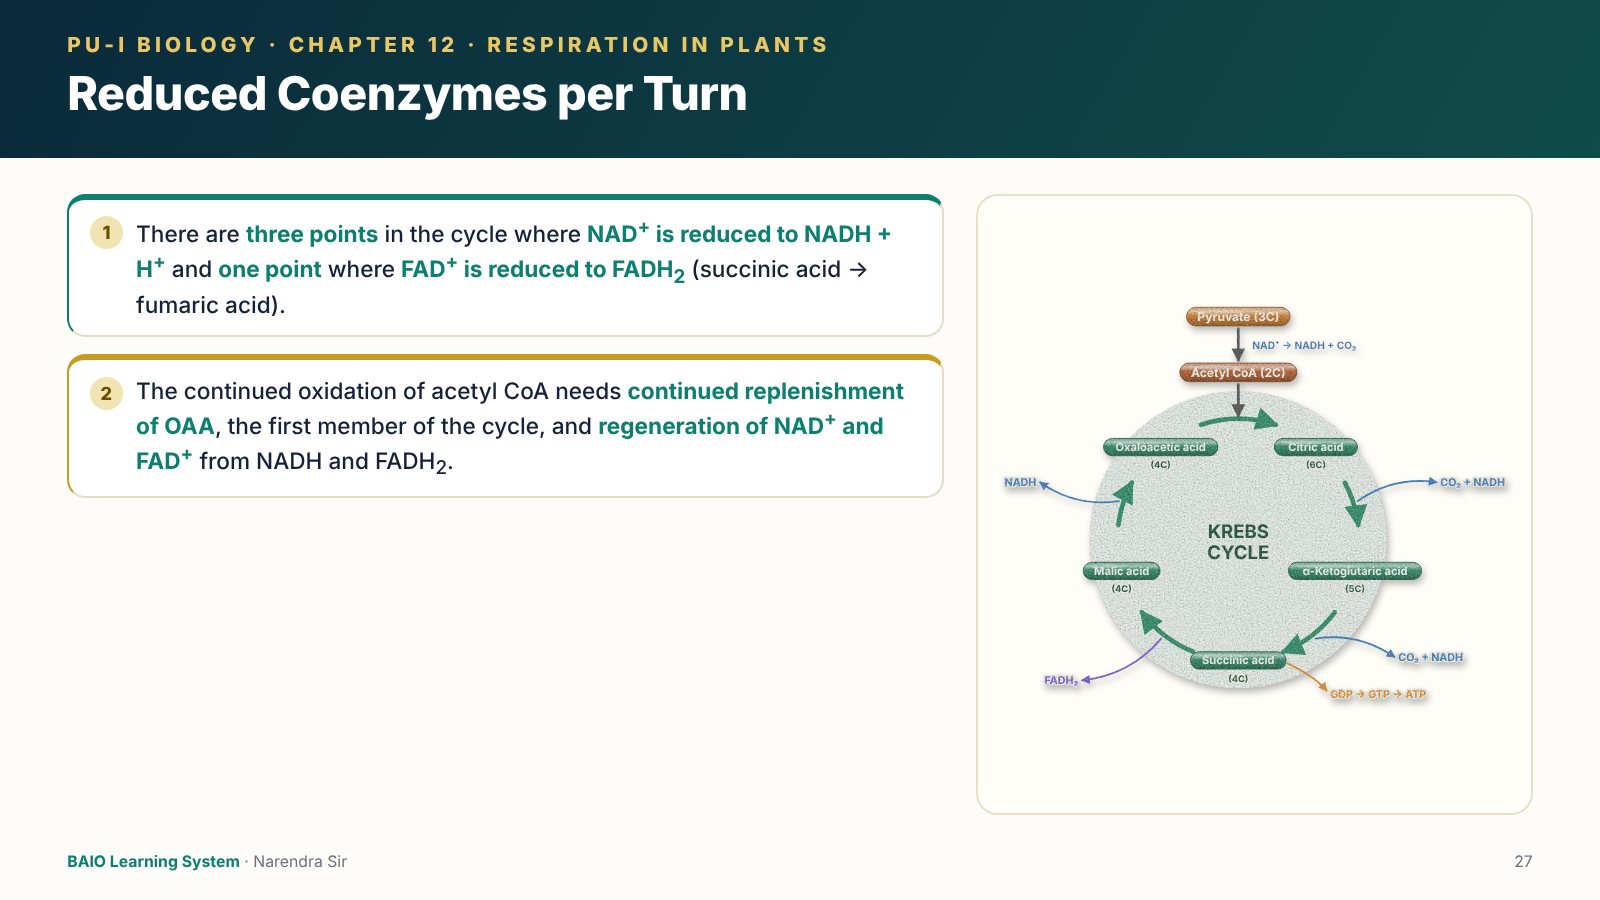 PU-I BIOLOGY · CHAPTER 12 · RESPIRATION IN PLANTS
Reduced Coenzymes per Turn
1
There are three points in the cycle where NAD⁺ is reduced to NADH +
H⁺ and one point where FAD⁺ is reduced to FADH₂ (succinic acid →
fumaric acid).
2
The continued oxidation of acetyl CoA needs continued replenishment
of OAA, the first member of the cycle, and regeneration of NAD⁺ and
FAD⁺ from NADH and FADH₂.
Pyruvate (3C)
NAD⁺ → NADH + CO₂
Acetyl CoA (2C)
Oxaloacetic acid
(4C)
Citric acid
(6C)
NADH
CO₂ + NADH
KREBS
CYCLE
Malic acid
(4C)
α-Ketoglutaric acid
(5C)
Succinic acid
(4C)
CO₂ + NADH
FADH₂
GDP → GTP → ATP
BAIO Learning System · Narendra Sir
27